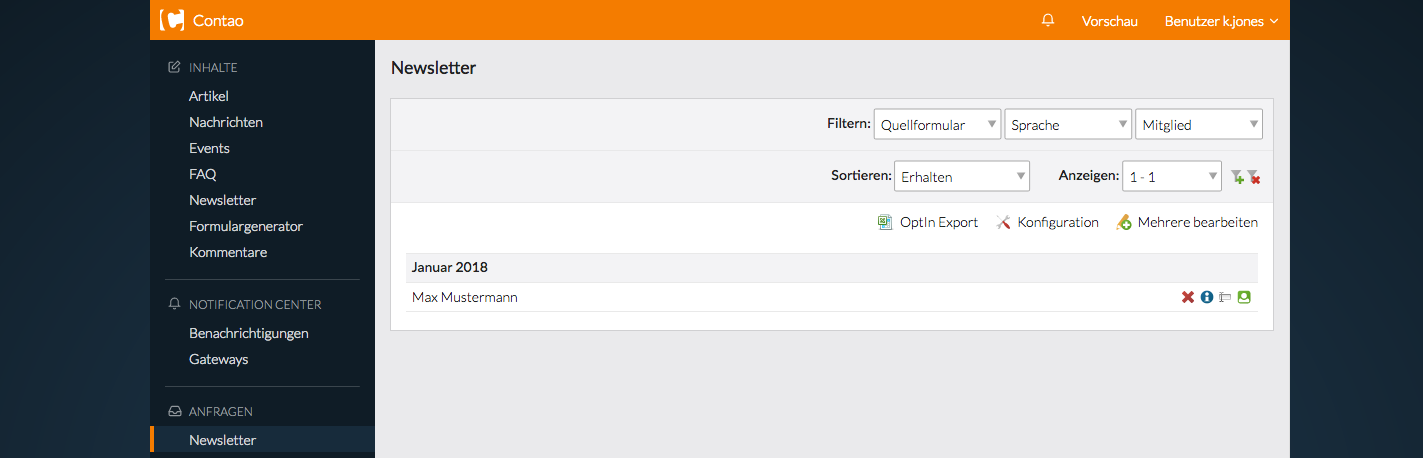 Contao
Vorschau
Benutzer k.jones
INHALTE
Artikel
Nachrichten
Events
FAQ
Newsletter
Formulargenerator
Kommentare
NOTIFICATION CENTER
Benachrichtigungen
Gateways
ANFRAGEN
Newsletter
Newsletter
Filtern: Quellformular Sprache Mitglied
Sortieren: Erhalten Anzeigen: 1 - 1
OptIn Export Konfiguration Mehrere bearbeiten
Januar 2018
Max Mustermann